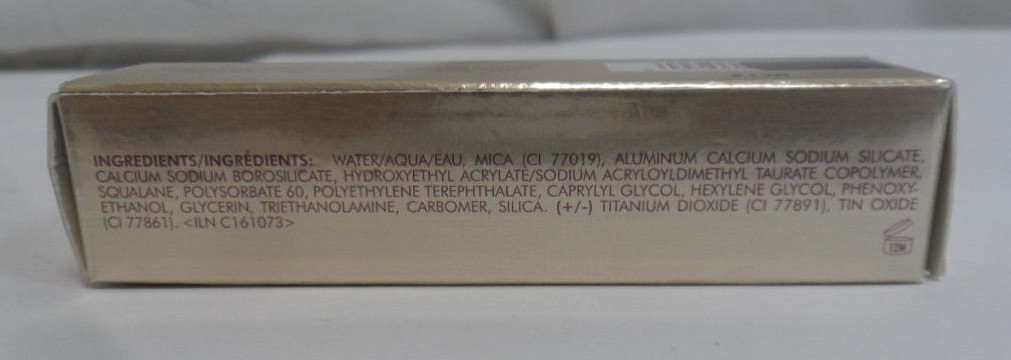 INGREDIENTS/INGRÉDIENTS: WATER/AQUA/EAU, MICA (CI 77019), ALUMINUM CALCIUM SODIUM SILICATE,
CALCIUM SODIUM BOROSILICATE, HYDROXYETHYL ACRYLATE/SODIUM ACRYLOYLDIMETHYL TAURATE COPOLYMER,
SQUALANE, POLYSORBATE 60, POLYETHYLENE TEREPHTHALATE, CAPRYLYL GLYCOL, HEXYLENE GLYCOL, PHENOXY-
ETHANOL, GLYCERIN, TRIETHANOLAMINE, CARBOMER, SILICA. (+/-) TITANIUM DIOXIDE (CI 77891), TIN OXIDE
(CI 77861). <ILN C161073>
12M